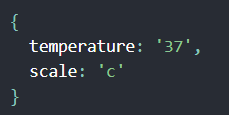 {
temperature: '37',
scale: 'c'
}